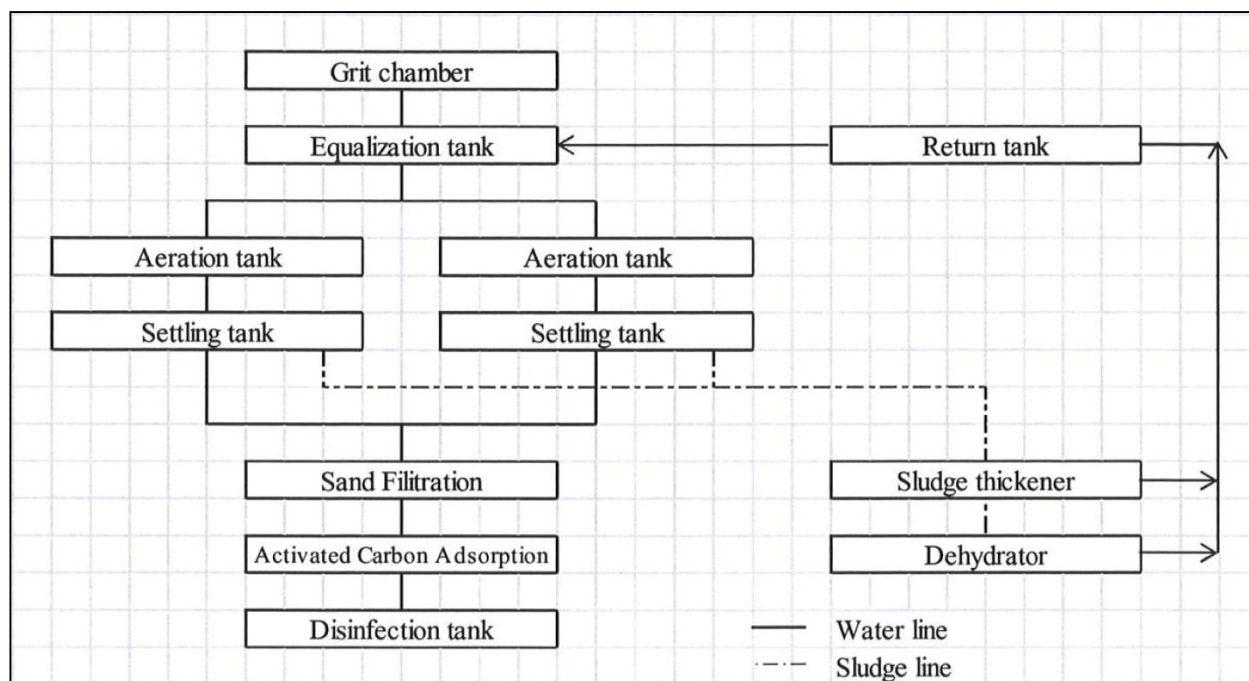 Grit chamber
Equalization tank
Return tank
Aeration tank
Aeration tank
Settling tank
Settling tank
Sand Filitration
Sludge thickener
Activated Carbon Adsorption
Dehydrator
Disinfection tank
Water line
Sludge line